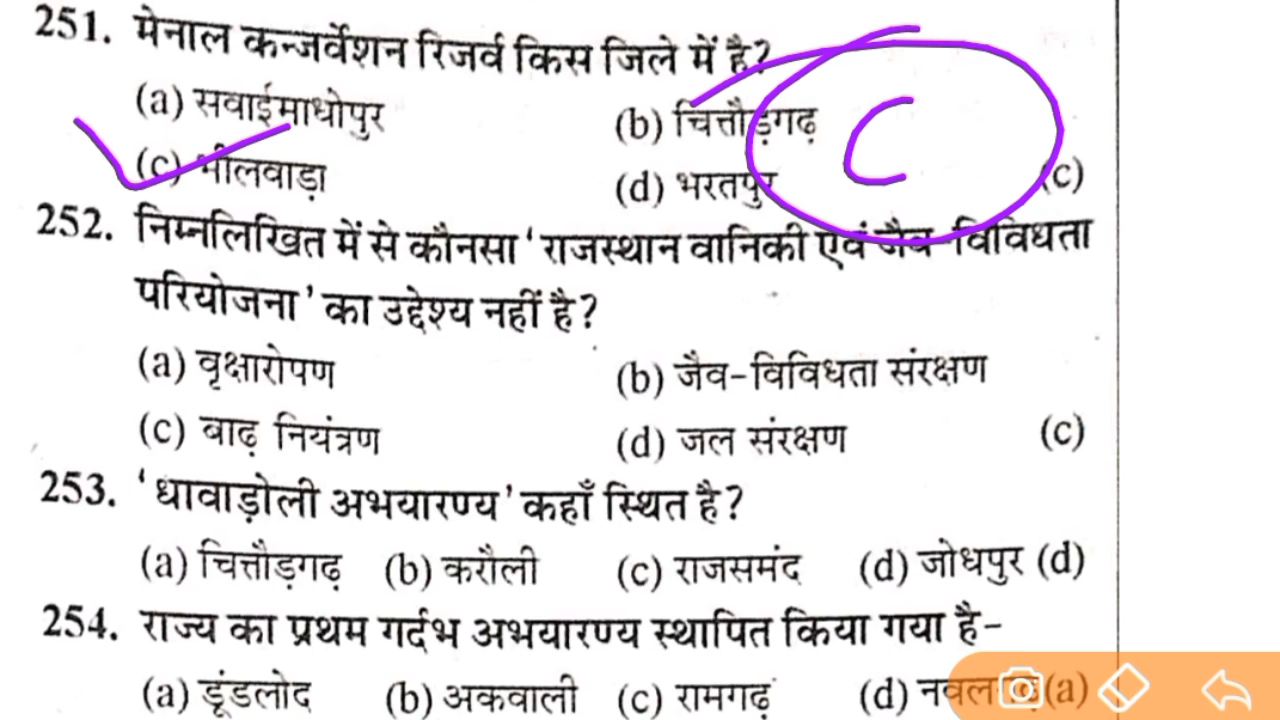 251. मेनाल कन्जर्वेशन रिजर्व किस जिले में है?
(a) सवाईमाधोपुर (b) चित्तौड़गढ़
(c) भीलवाड़ा (d) भरतपुर (c)
C
252. निम्नलिखित में से कौनसा ‘राजस्थान वानिकी एवं जैव-विविधता
परियोजना’ का उद्देश्य नहीं है?
(a) वृक्षारोपण (b) जैव-विविधता संरक्षण
(c) बाढ़ नियंत्रण (d) जल संरक्षण (c)
253. ‘धावाड़ोली अभयारण्य’ कहाँ स्थित है?
(a) चित्तौड़गढ़ (b) करौली (c) राजसमंद (d) जोधपुर (d)
254. राज्य का प्रथम गर्दभ अभयारण्य स्थापित किया गया है-
(a) डूंडलोद (b) अकवाली (c) रामगढ़ (d) (a)